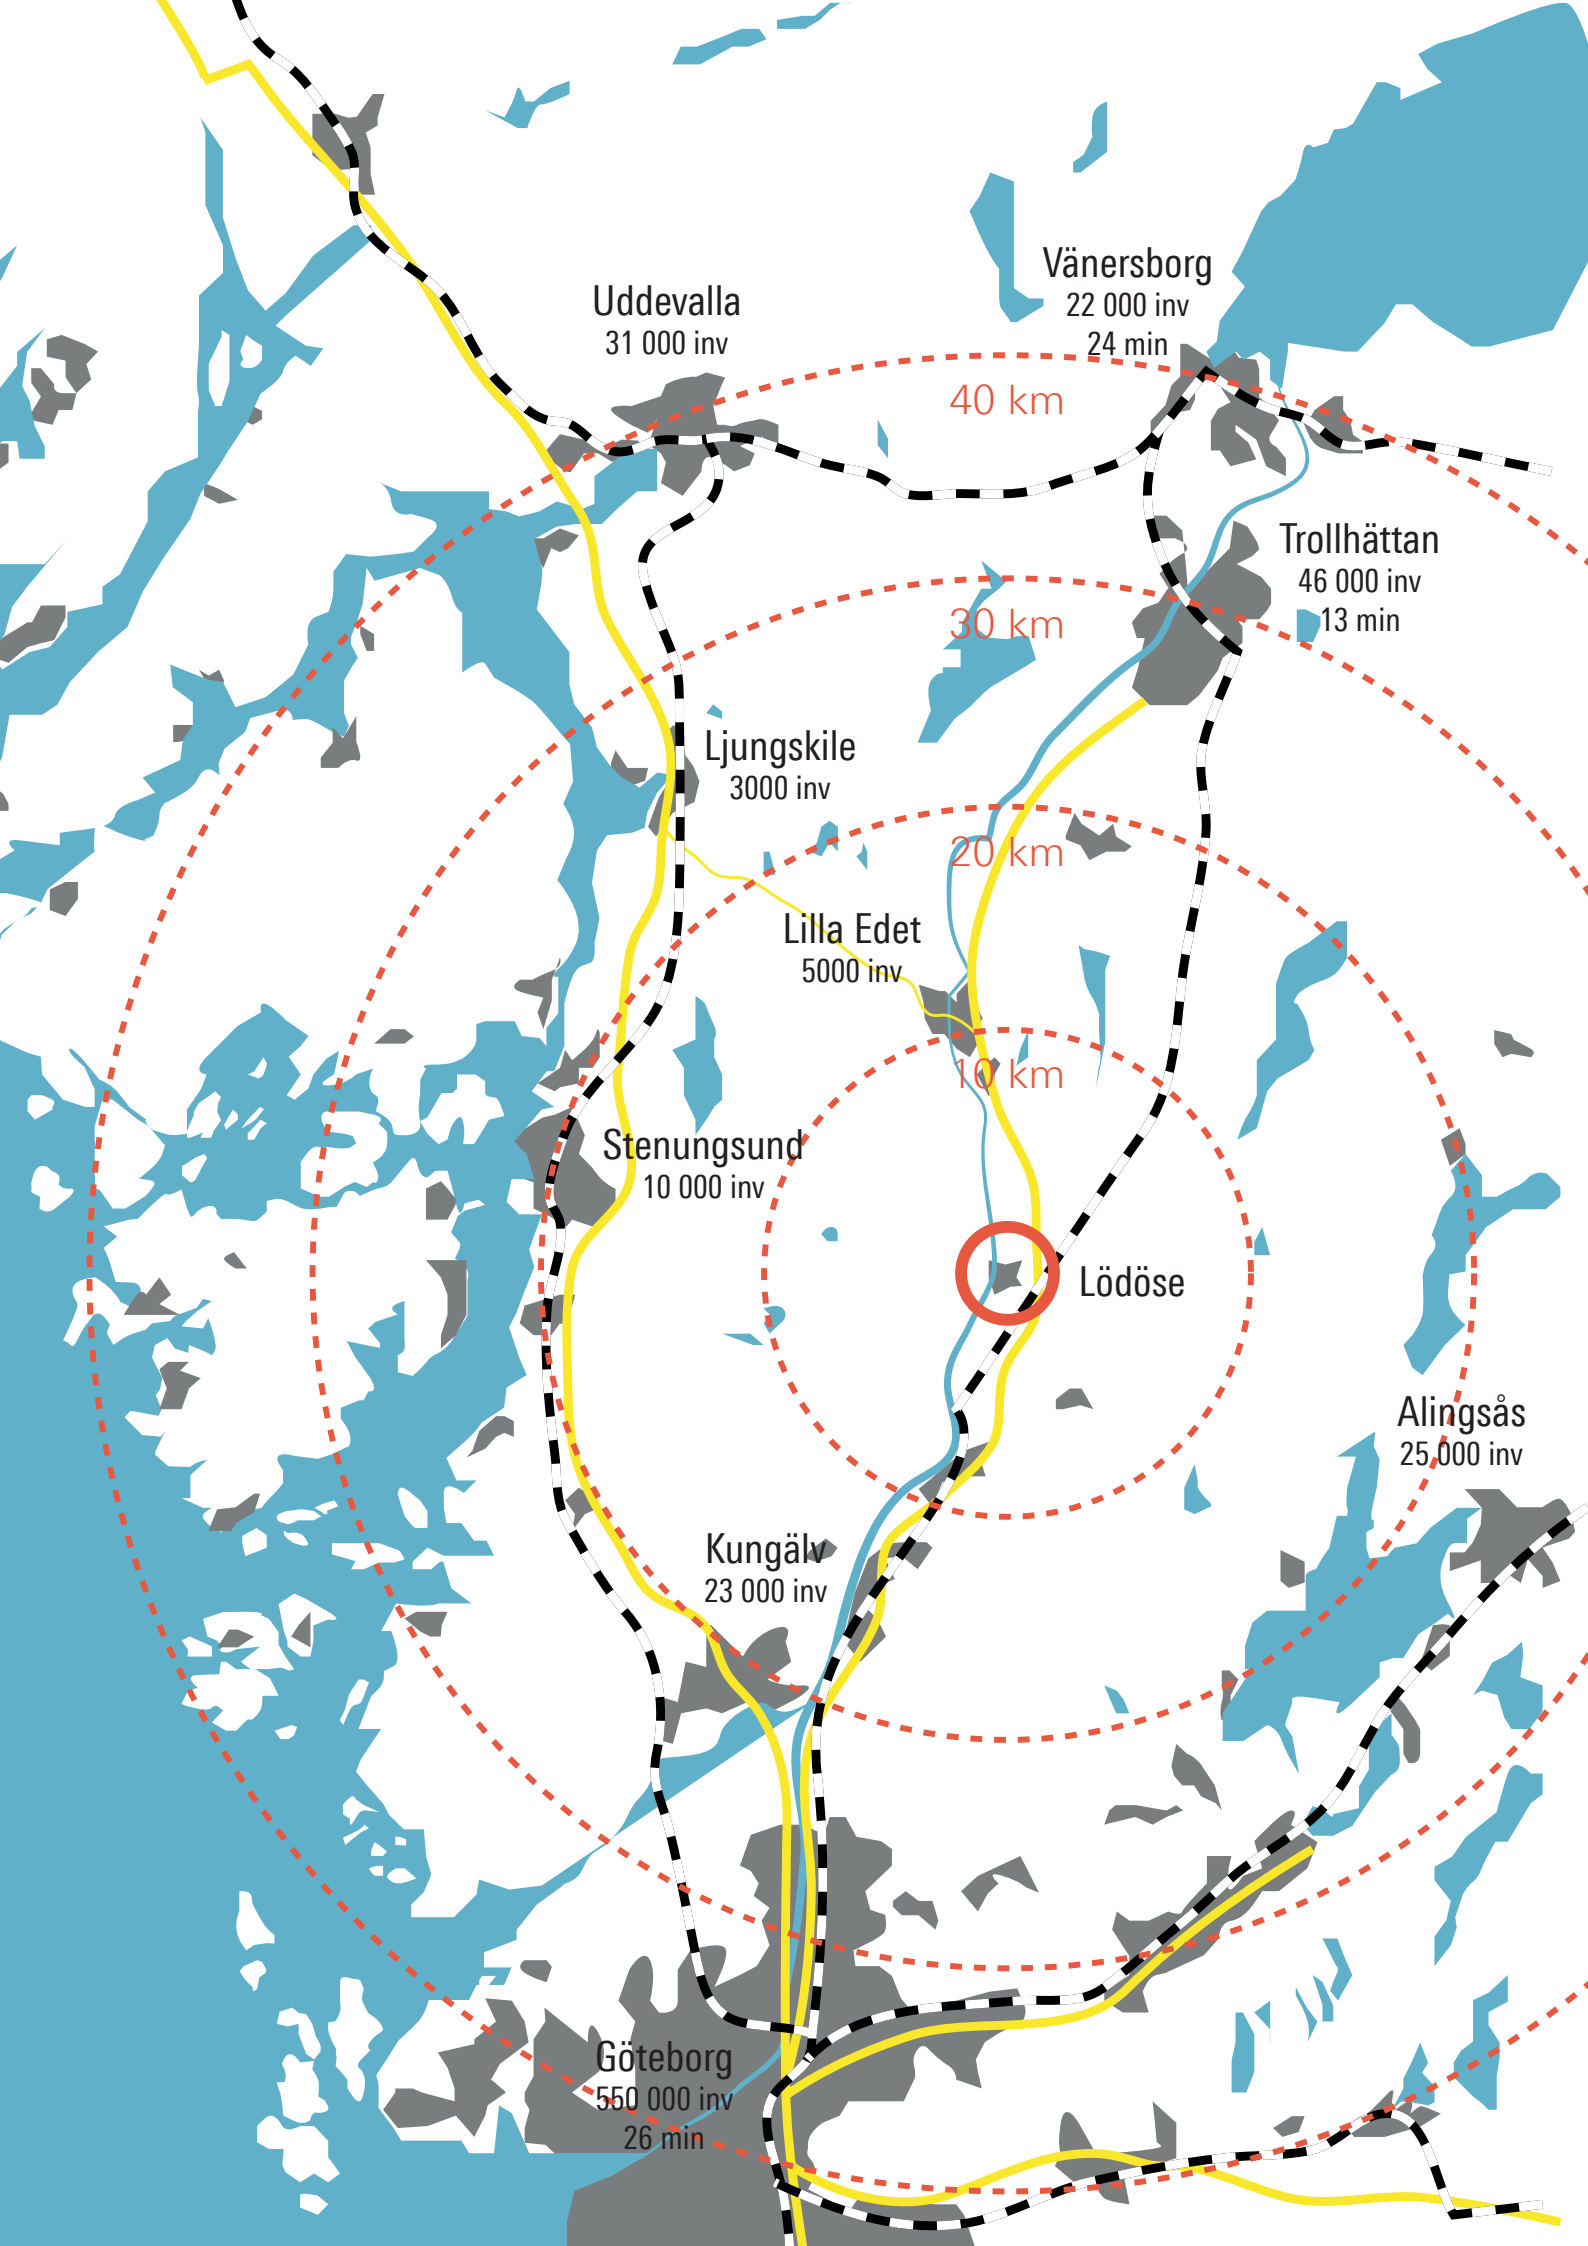 Vänersborg
22 000 inv
24 min
Uddevalla
31 000 inv
40 km
Trollhättan
46 000 inv
13 min
30 km
Ljungskile
3000 inv
20 km
Lilla Edet
5000 inv
10 km
Stenungsund
10 000 inv
Lödöse
Alingsås
25 000 inv
Kungälv
23 000 inv
Göteborg
550 000 inv
26 min